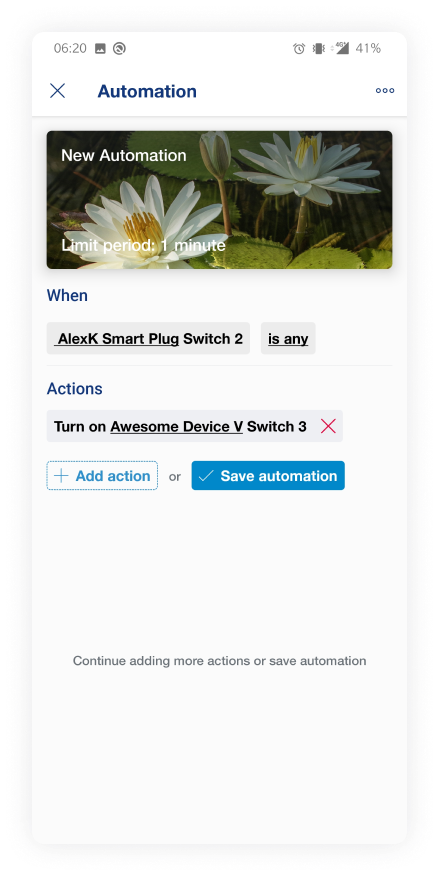 06:20 4G 41%
Automation
New Automation
Limit period: 1 minute
When
AlexK Smart Plug Switch 2 is any
Actions
Turn on Awesome Device V Switch 3
Add action or Save automation
Continue adding more actions or save automation